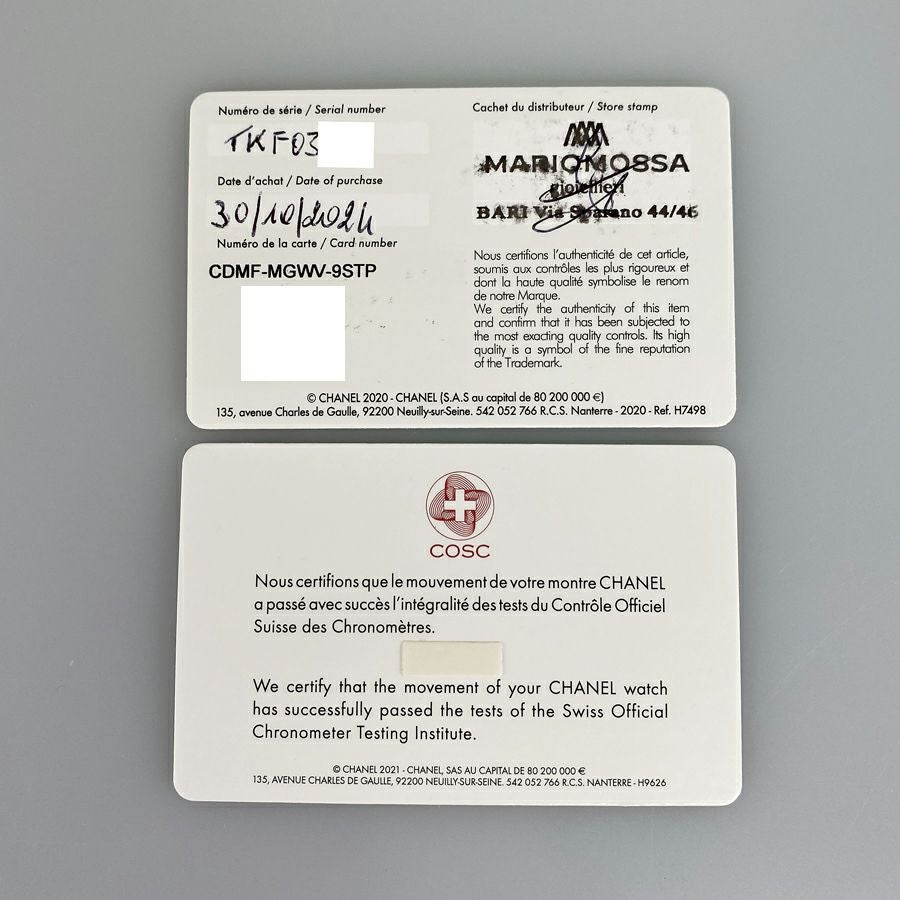 Numéro de série / Serial number
TKF03
Date d'achat / Date of purchase
30/10/2024
Numéro de la carte / Card number
CDMF-MGWV-9STP
Cachet du distributeur / Store stamp
MARIOMOSSA
gioiellieri
BARI Via Sparano 44/46
Nous certifions l'authenticité de cet article,
soumis aux contrôles les plus rigoureux et
dont la haute qualité symbolise le renom
de notre Marque.
We certify the authenticity of this item
and confirm that it has been subjected to
the most exacting quality controls. Its high
quality is a symbol of the fine reputation
of the Trademark.
© CHANEL 2020 - CHANEL (S.A.S au capital de 80 200 000 €)
135, avenue Charles de Gaulle, 92200 Neuilly-sur-Seine. 542 052 766 R.C.S. Nanterre - 2020 - Ref. H7498
COSC
Nous certifions que le mouvement de votre montre CHANEL
a passé avec succès l'intégralité des tests du Contrôle Officiel
Suisse des Chronomètres.
We certify that the movement of your CHANEL watch
has successfully passed the tests of the Swiss Official
Chronometer Testing Institute.
© CHANEL 2021 - CHANEL, SAS AU CAPITAL DE 80 200 000 €
135, AVENUE CHARLES DE GAULLE, 92200 NEUILLY-SUR-SEINE. 542 052 766 R.C.S. NANTERRE - H9626